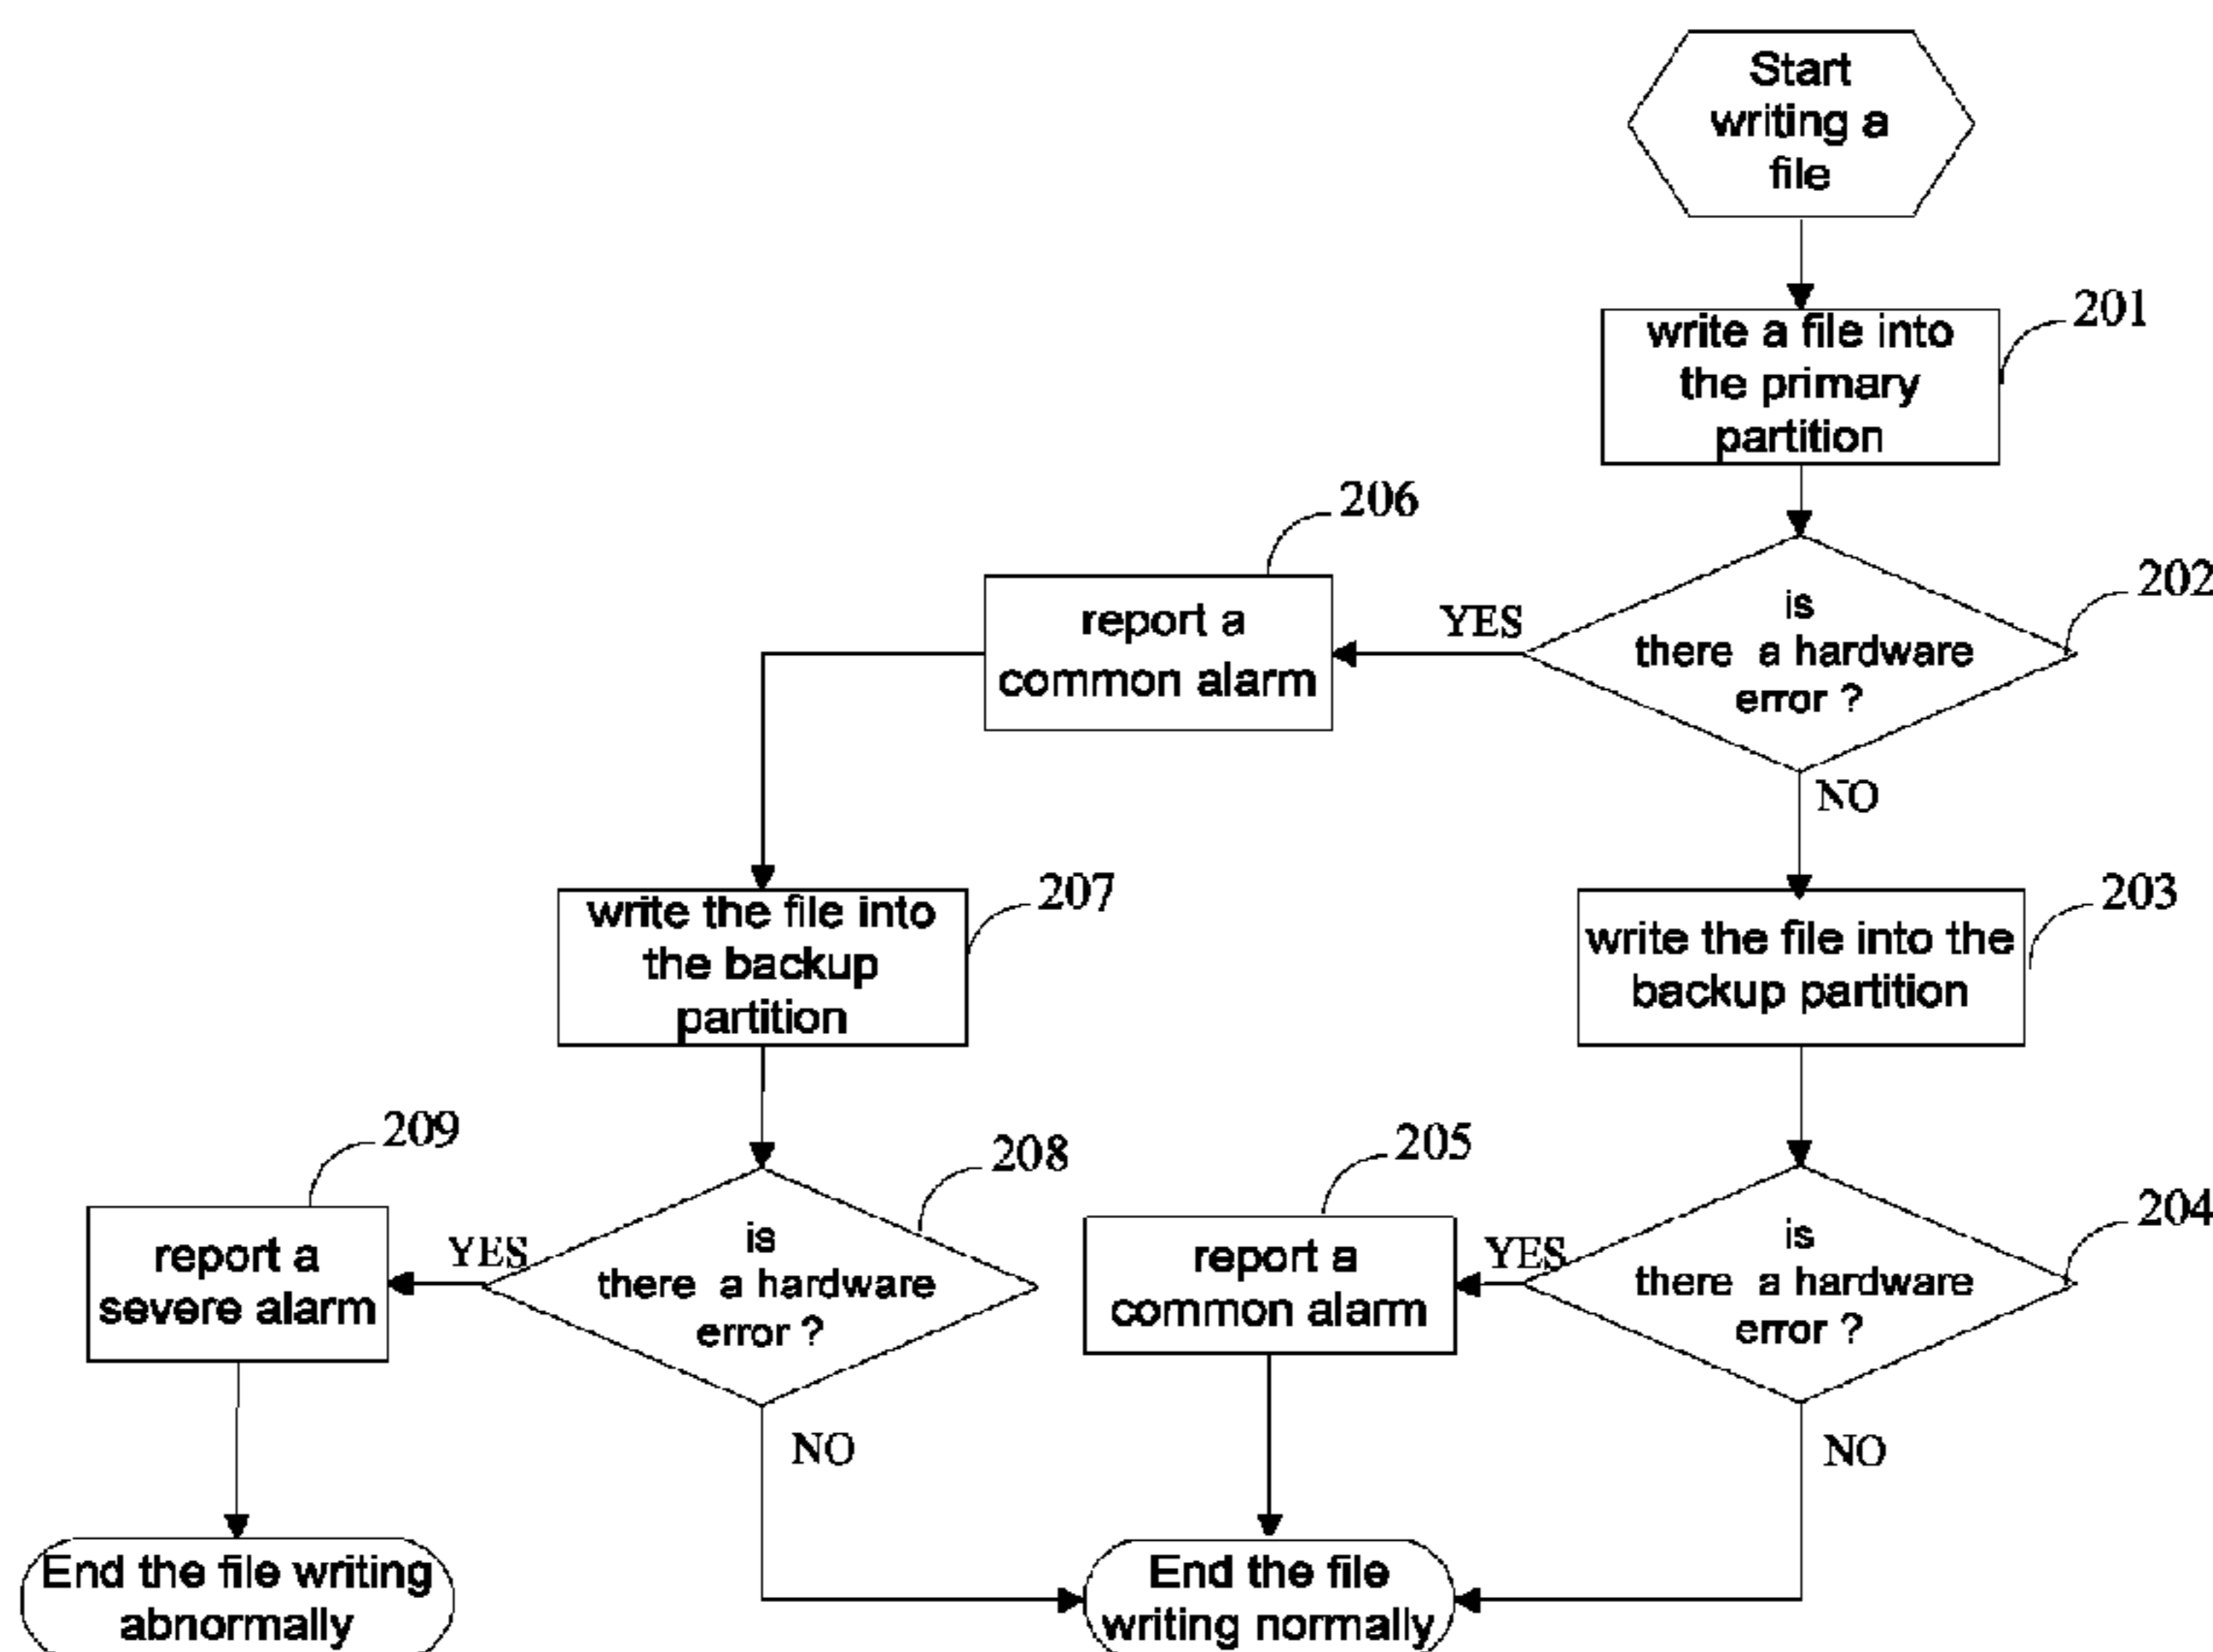 Start
writing a
file
201
write a file into
the primary
partition
206
report a
common alarm
YES
202
is
there a hardware
error ?
NO
207
write the file into
the backup
partition
203
write the file into the
backup partition
209
report a
severe alarm
YES
208
is
there a hardware
error ?
NO
205
report a
common alarm
YES
204
is
there a hardware
error ?
NO
End the file writing
abnormally
End the file
writing normally